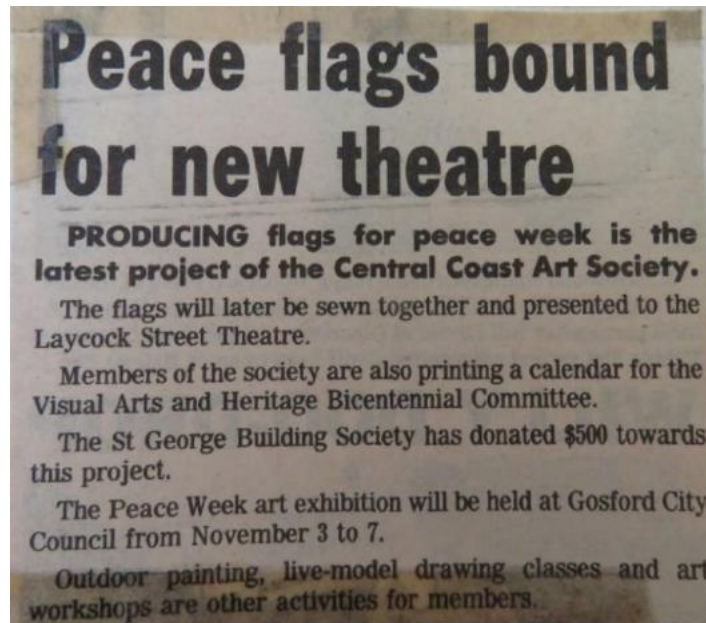 Peace flags bound
for new theatre
PRODUCING flags for peace week is the
latest project of the Central Coast Art Society.
The flags will later be sewn together and presented to the
Laycock Street Theatre.
Members of the society are also printing a calendar for the
Visual Arts and Heritage Bicentennial Committee.
The St George Building Society has donated $500 towards
this project.
The Peace Week art exhibition will be held at Gosford City
Council from November 3 to 7.
Outdoor painting, live-model drawing classes and art
workshops are other activities for members.